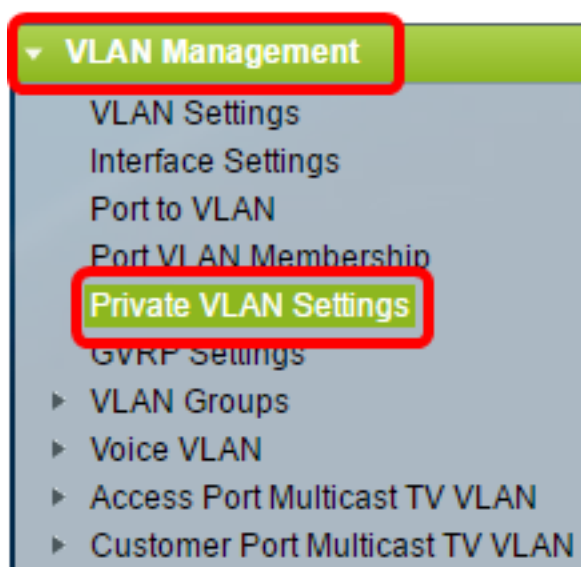 VLAN Management
VLAN Settings
Interface Settings
Port to VLAN
Port VLAN Membership
Private VLAN Settings
GVRP Settings
VLAN Groups
Voice VLAN
Access Port Multicast TV VLAN
Customer Port Multicast TV VLAN